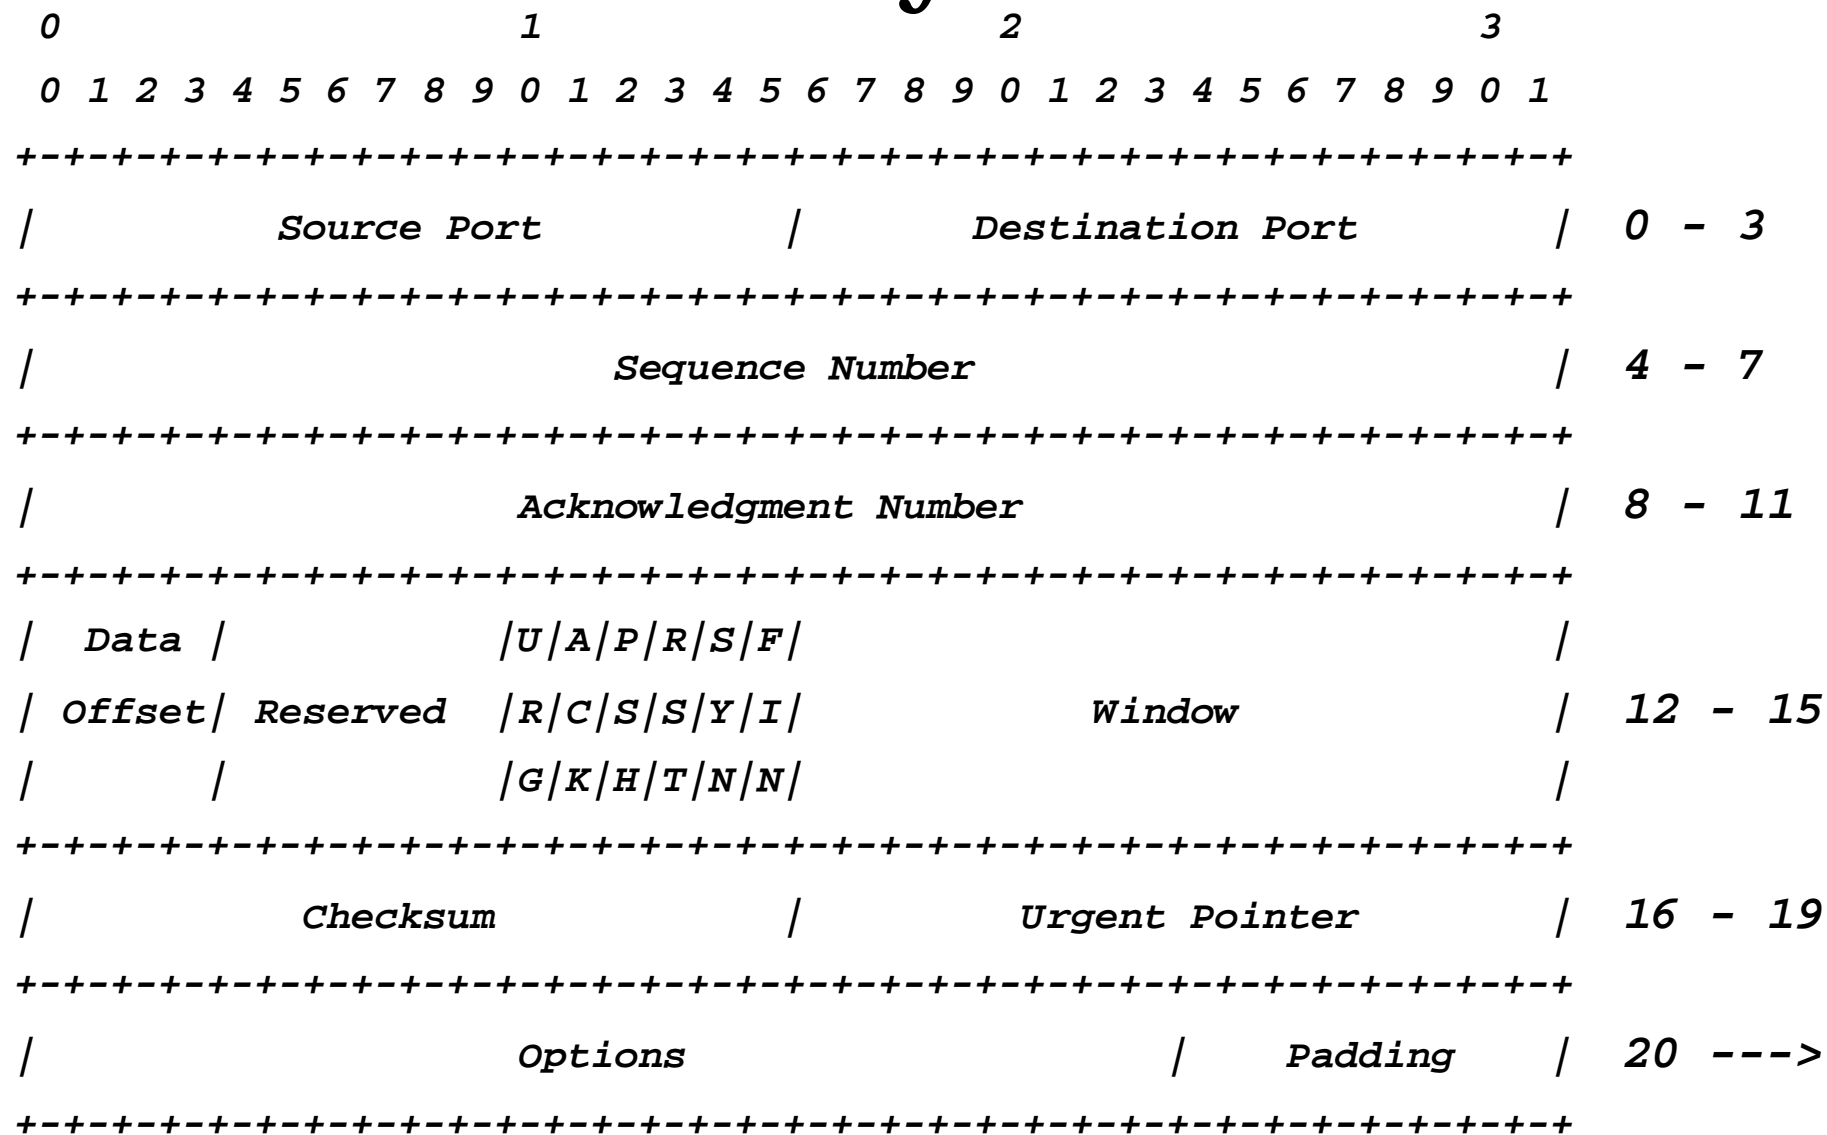 0                   1                   2                   3
 0 1 2 3 4 5 6 7 8 9 0 1 2 3 4 5 6 7 8 9 0 1 2 3 4 5 6 7 8 9 0 1
+-+-+-+-+-+-+-+-+-+-+-+-+-+-+-+-+-+-+-+-+-+-+-+-+-+-+-+-+-+-+-+-+
|          Source Port          |       Destination Port        | 0 - 3
+-+-+-+-+-+-+-+-+-+-+-+-+-+-+-+-+-+-+-+-+-+-+-+-+-+-+-+-+-+-+-+-+
|                        Sequence Number                        | 4 - 7
+-+-+-+-+-+-+-+-+-+-+-+-+-+-+-+-+-+-+-+-+-+-+-+-+-+-+-+-+-+-+-+-+
|                    Acknowledgment Number                      | 8 - 11
+-+-+-+-+-+-+-+-+-+-+-+-+-+-+-+-+-+-+-+-+-+-+-+-+-+-+-+-+-+-+-+-+
|  Data |           |U|A|P|R|S|F|                               |
| Offset| Reserved  |R|C|S|S|Y|I|            Window             | 12 - 15
|       |           |G|K|H|T|N|N|                               |
+-+-+-+-+-+-+-+-+-+-+-+-+-+-+-+-+-+-+-+-+-+-+-+-+-+-+-+-+-+-+-+-+
|           Checksum            |         Urgent Pointer        | 16 - 19
+-+-+-+-+-+-+-+-+-+-+-+-+-+-+-+-+-+-+-+-+-+-+-+-+-+-+-+-+-+-+-+-+
|                    Options                    |    Padding    | 20 --->
+-+-+-+-+-+-+-+-+-+-+-+-+-+-+-+-+-+-+-+-+-+-+-+-+-+-+-+-+-+-+-+-+